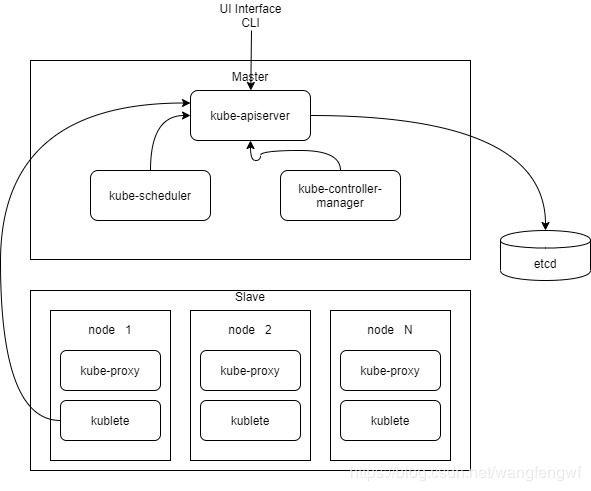 UI Interface
CLI
Master
kube-apiserver
kube-scheduler
kube-controller-
manager
etcd
Slave
node 1
node 2
node N
kube-proxy
kube-proxy
kube-proxy
kublete
kublete
kublete
https://blog.csdn.net/wangfengwf